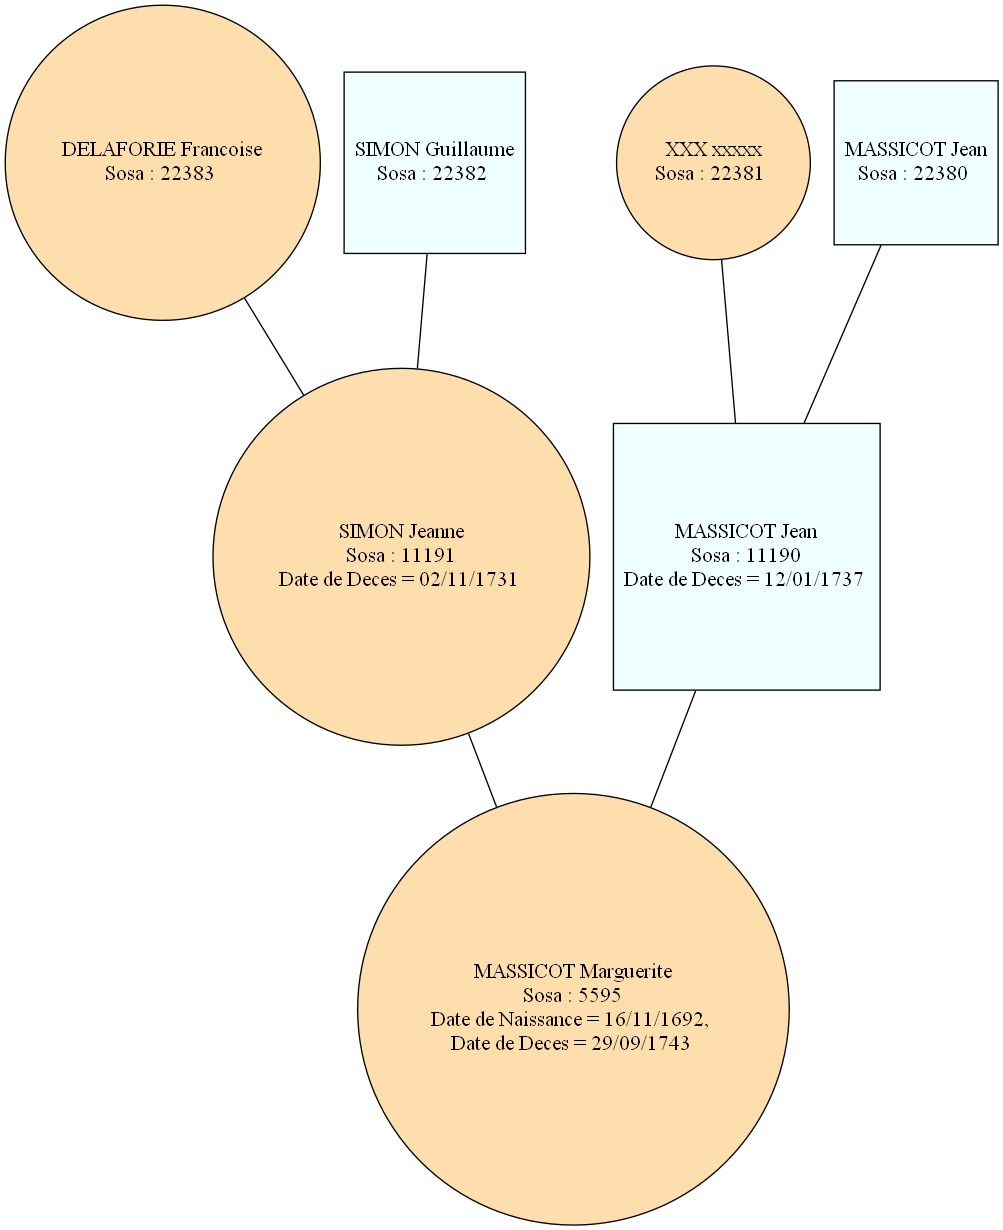 DELAFORIE Francoise
Sosa : 22383
SIMON Guillaume
Sosa : 22382
XXX xxxxx
Sosa : 22381
MASSICOT Jean
Sosa : 22380
SIMON Jeanne
Sosa : 11191
Date de Deces = 02/11/1731
MASSICOT Jean
Sosa : 11190
Date de Deces = 12/01/1737
MASSICOT Marguerite
Sosa : 5595
Date de Naissance = 16/11/1692,
Date de Deces = 29/09/1743